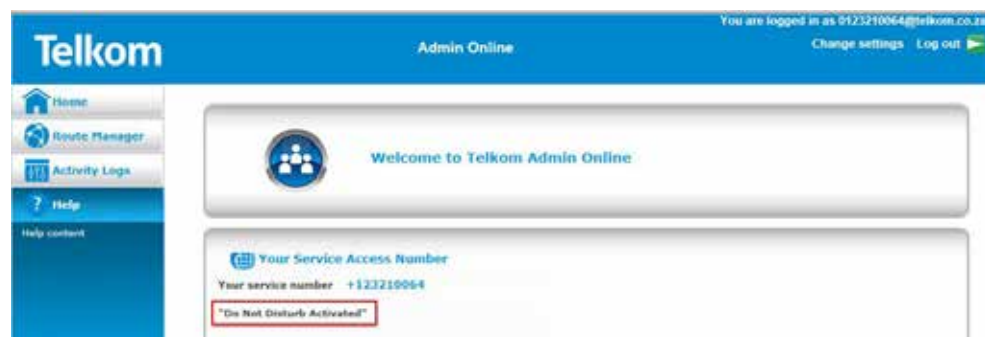 You are logged in as 0123210064@telkom.co.za
Telkom
Admin Online
Change settings Log out
Home
Route Manager
Activity Logs
? Help
Help content
Welcome to Telkom Admin Online
Your Service Access Number
Your service number +123210064
"Do Not Disturb Activated"